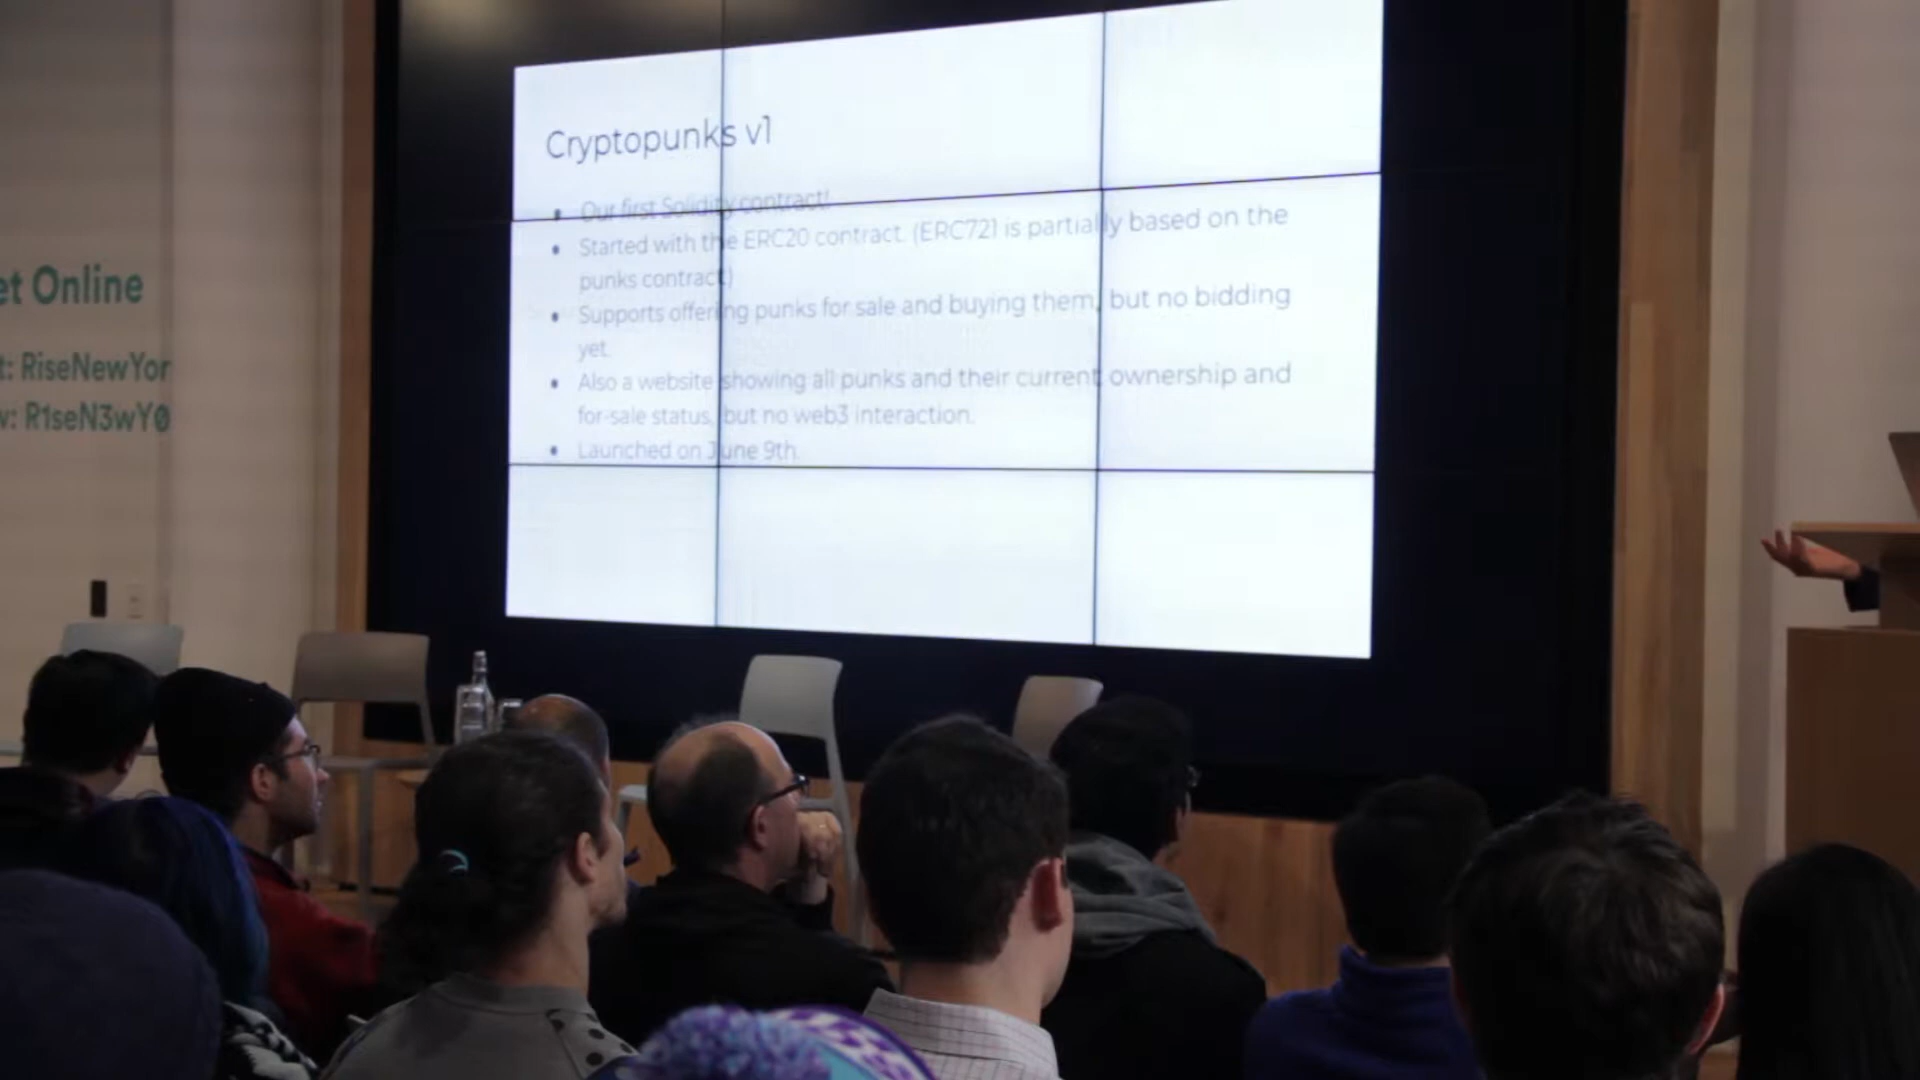 Cryptopunks v1
• Our first Solidity contract!
• Started with the ERC20 contract. (ERC721 is partially based on the
punks contract)
• Supports offering punks for sale and buying them, but no bidding
yet.
• Also a website showing all punks and their current ownership and
for-sale status, but no web3 interaction.
• Launched on June 9th.
et Online
t: RiseNewYor
v: R1seN3wY0